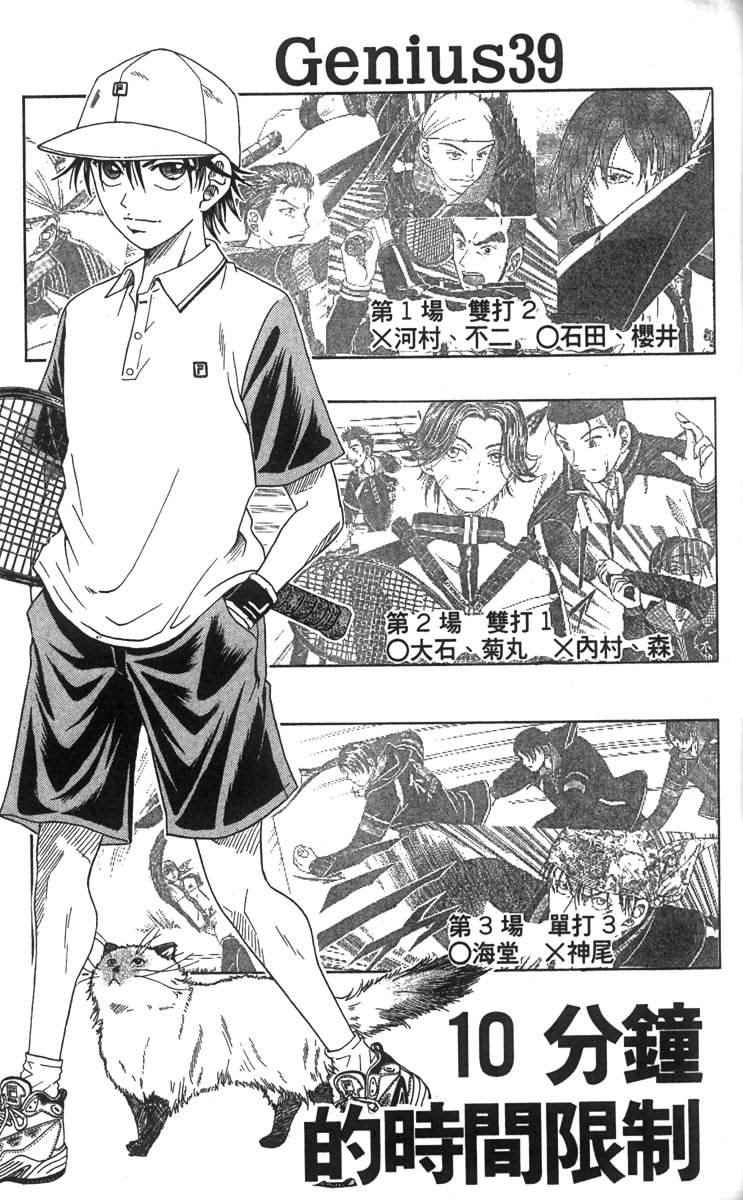 Genius39
第1場　雙打2
×河村、不二　○石田、櫻井
第2場　雙打1
○大石、菊丸　×內村、森
第3場　單打3
○海堂　×神尾
10分鐘
的時間限制
F
F